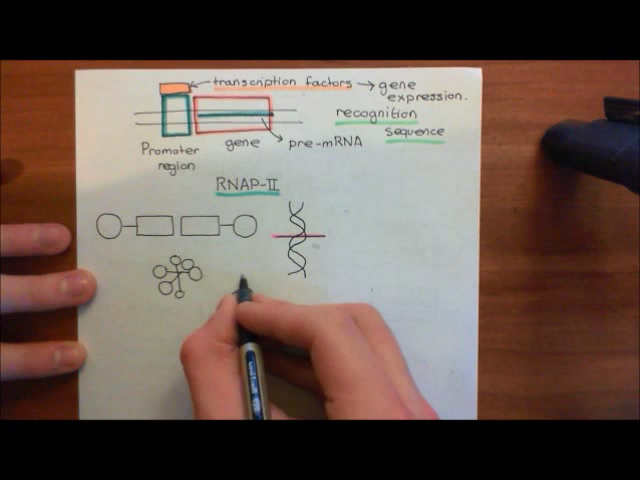 transcription factors → gene
expression.
recognition
sequence
Promoter
region
gene
pre-mRNA
RNAP-II